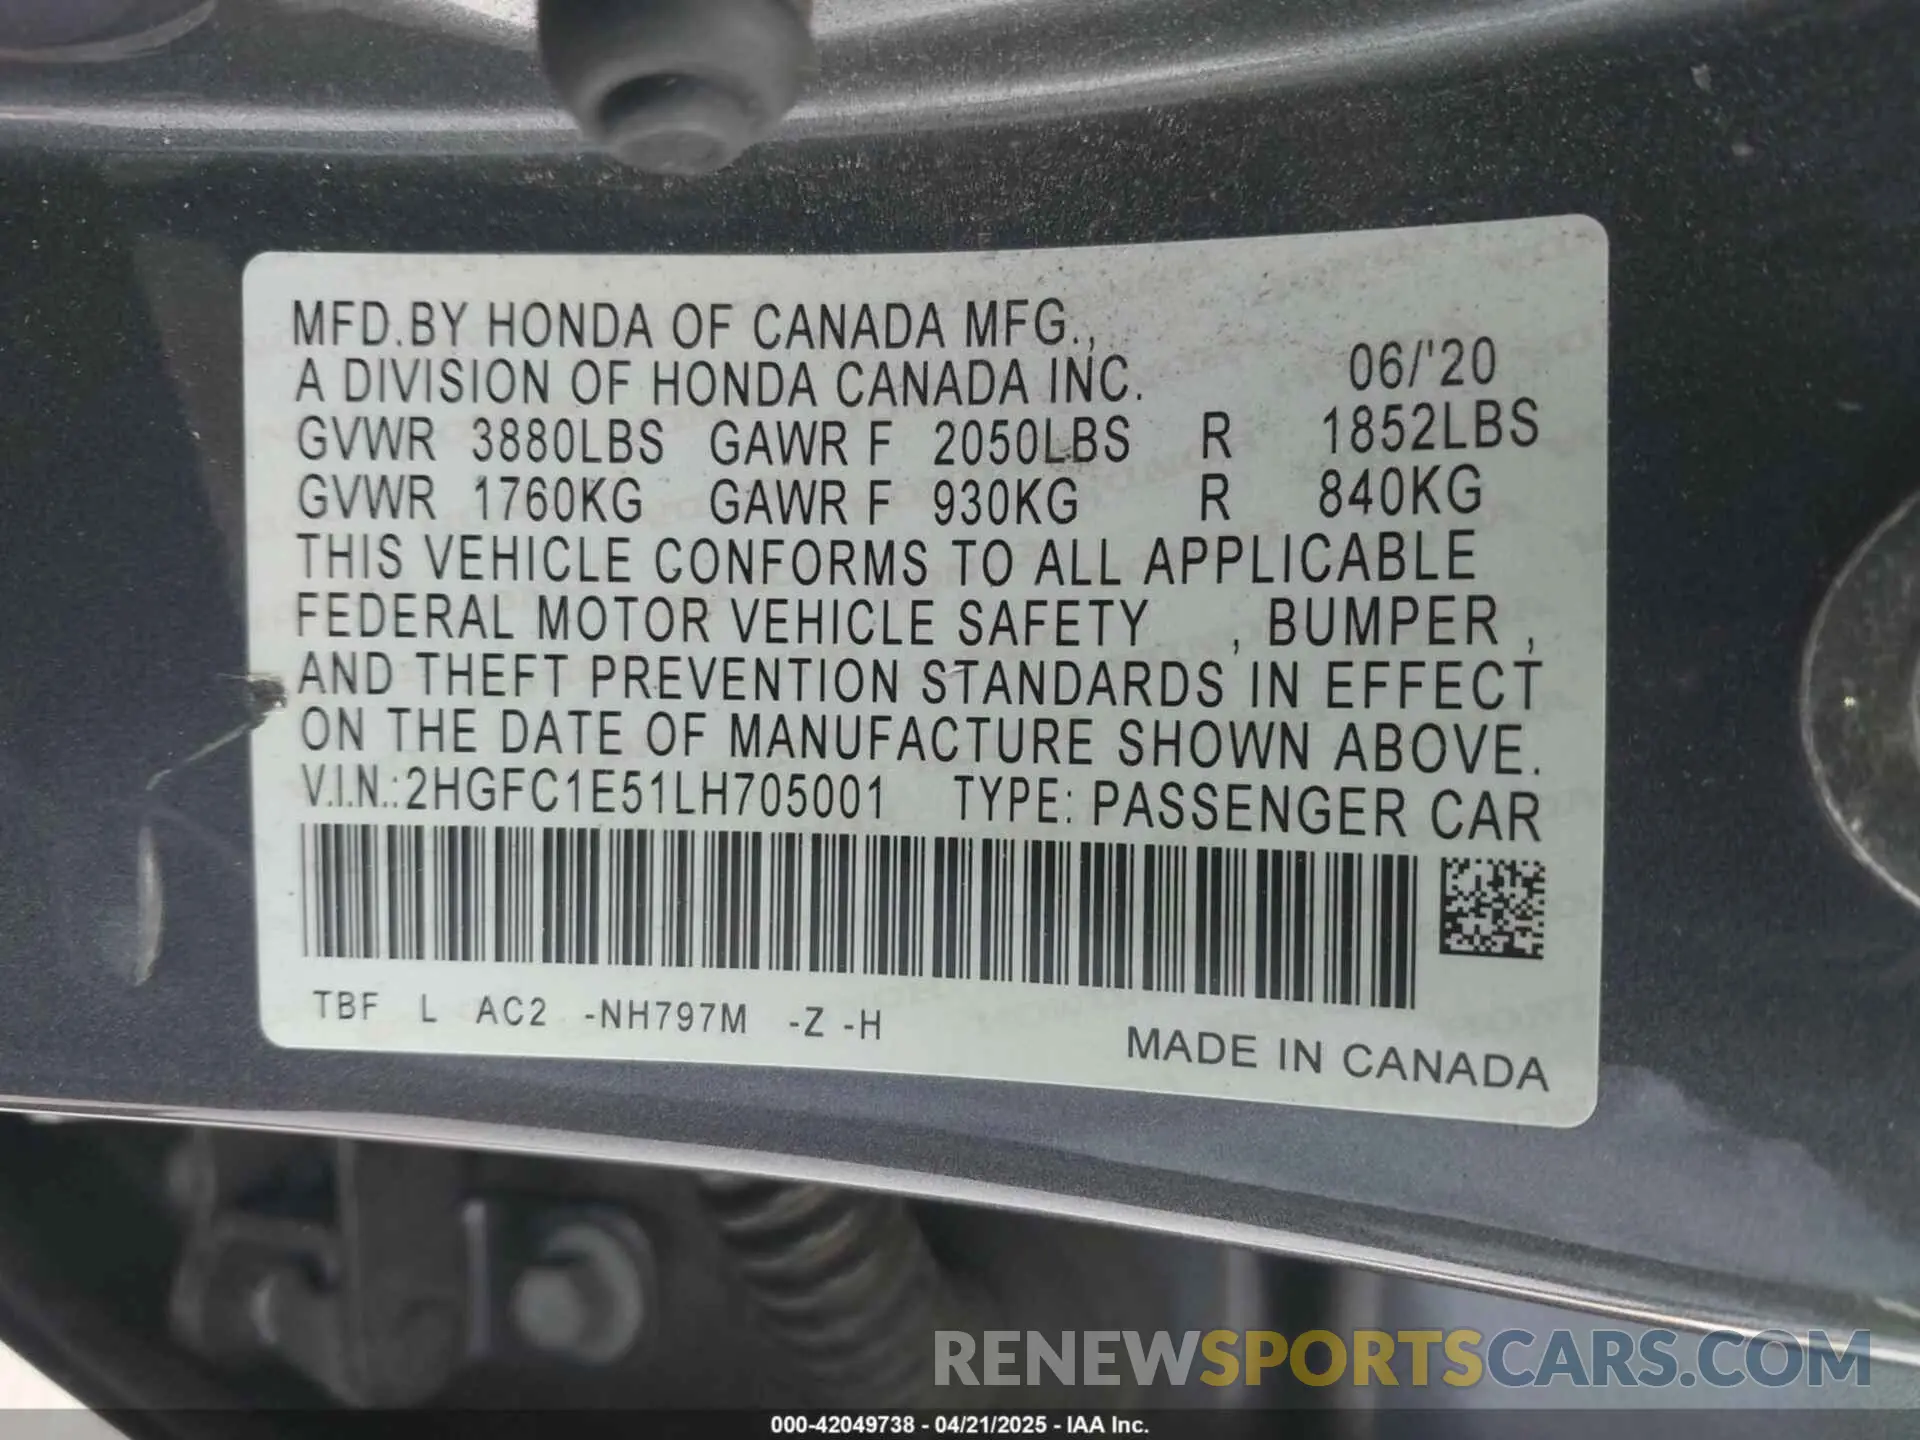 MFD.BY HONDA OF CANADA MFG.,
A DIVISION OF HONDA CANADA INC. 06/'20
GVWR 3880LBS GAWR F 2050LBS R 1852LBS
GVWR 1760KG GAWR F 930KG R 840KG
THIS VEHICLE CONFORMS TO ALL APPLICABLE
FEDERAL MOTOR VEHICLE SAFETY , BUMPER ,
AND THEFT PREVENTION STANDARDS IN EFFECT
ON THE DATE OF MANUFACTURE SHOWN ABOVE.
V.I.N.:2HGFC1E51LH705001 TYPE: PASSENGER CAR
TBF L AC2 -NH797M -Z -H
MADE IN CANADA
RENEWSPORTSCARS.COM
000-42049738 - 04/21/2025 - IAA Inc.